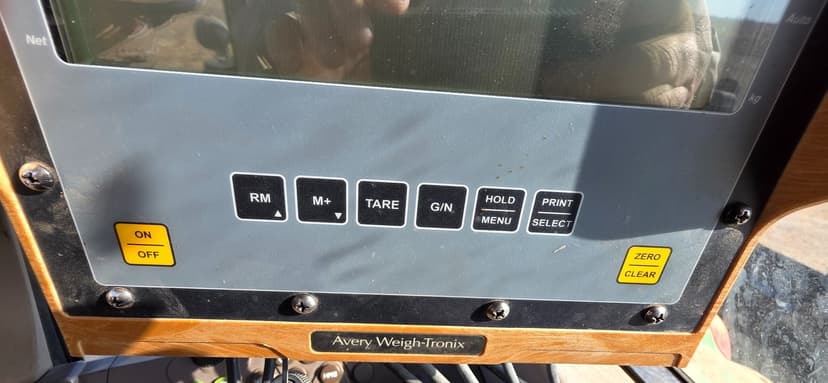 Net
Auto
kg
RM
M+
TARE
G/N
HOLD
MENU
PRINT
SELECT
ON
OFF
ZERO
CLEAR
Avery Weigh-Tronix